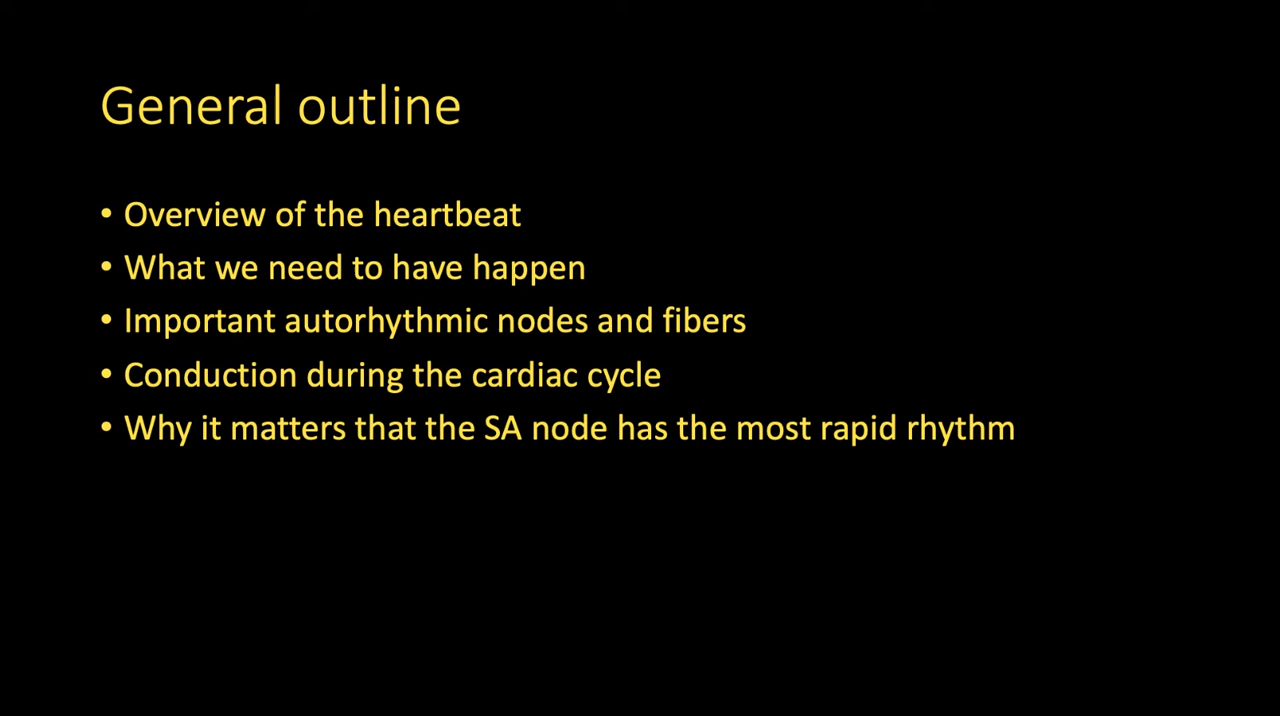 General outline
• Overview of the heartbeat
• What we need to have happen
• Important autorhythmic nodes and fibers
• Conduction during the cardiac cycle
• Why it matters that the SA node has the most rapid rhythm